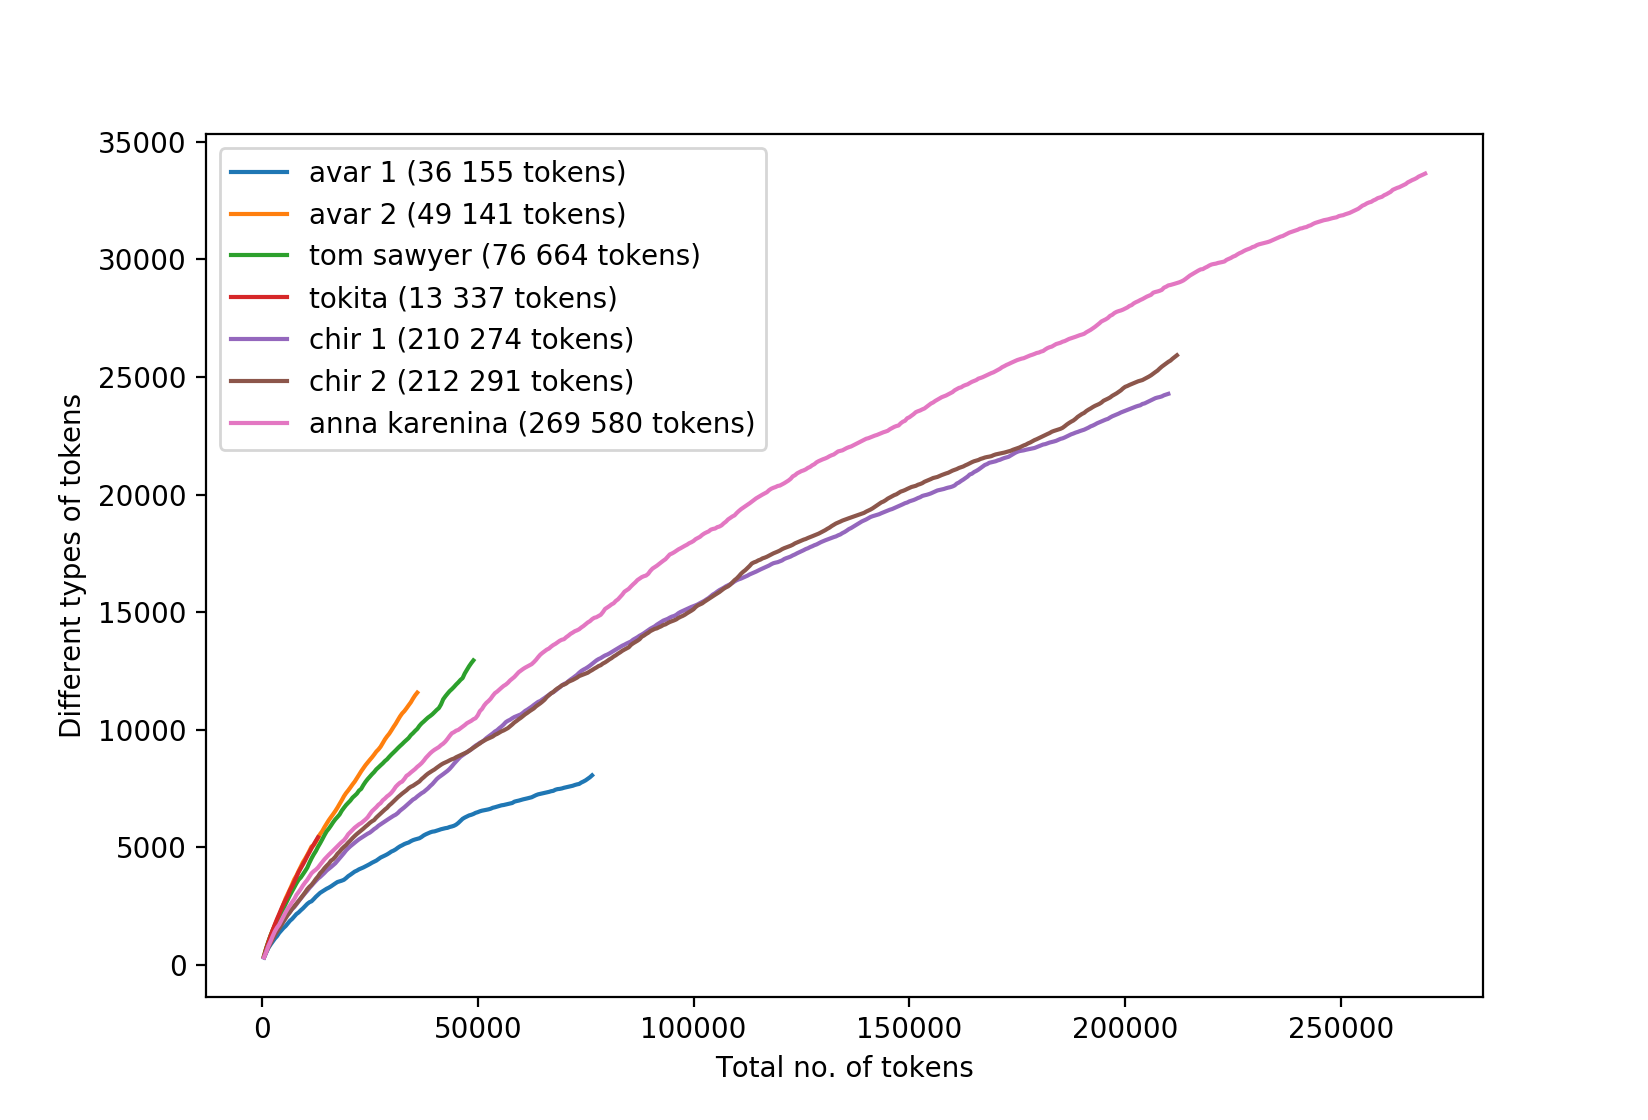 35000
30000
25000
20000
15000
10000
5000
0
Different types of tokens
avar 1 (36 155 tokens)
avar 2 (49 141 tokens)
tom sawyer (76 664 tokens)
tokita (13 337 tokens)
chir 1 (210 274 tokens)
chir 2 (212 291 tokens)
anna karenina (269 580 tokens)
0 50000 100000 150000 200000 250000
Total no. of tokens